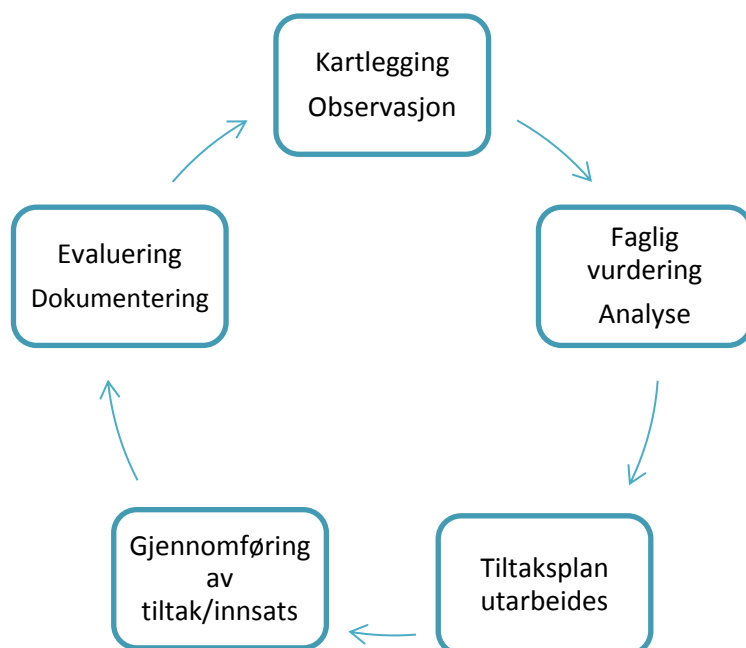 Kartlegging
Observasjon
Faglig
vurdering
Analyse
Tiltaksplan
utarbeides
Gjennomføring
av
tiltak/innsats
Evaluering
Dokumentering